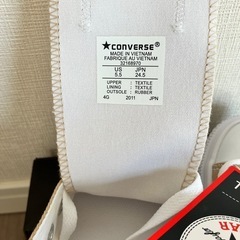 ★CONVERSE®
MADE IN VIETNAM
FABRIQUE AU VIETNAM
32168970
US JPN
5.5 24.5
UPPER : TEXTILE
LINING : TEXTILE
OUTSOLE : RUBBER
4G 2011 JPN